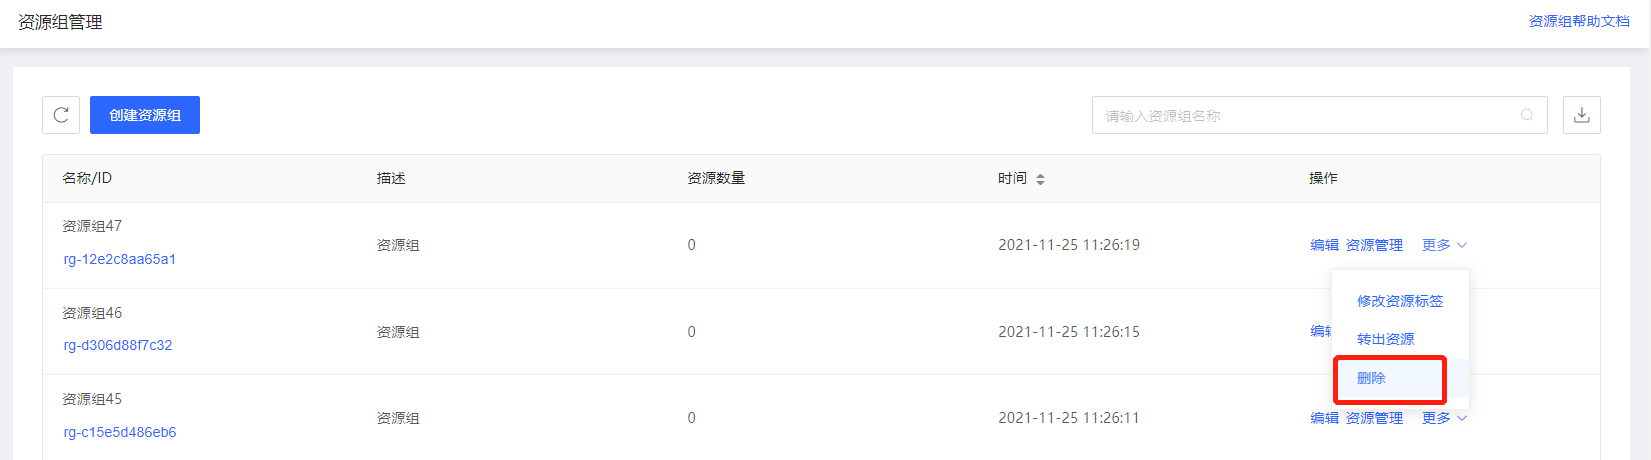 资源组管理
资源组帮助文档
创建资源组
请输入资源组名称
名称/ID 描述 资源数量 时间 操作
资源组47
rg-12e2c8aa65a1
资源组 0 2021-11-25 11:26:19 编辑 资源管理 更多
修改资源标签
转出资源
删除
资源组46
rg-d306d88f7c32
资源组 0 2021-11-25 11:26:15 编辑
资源组45
rg-c15e5d486eb6
资源组 0 2021-11-25 11:26:11 编辑 资源管理 更多